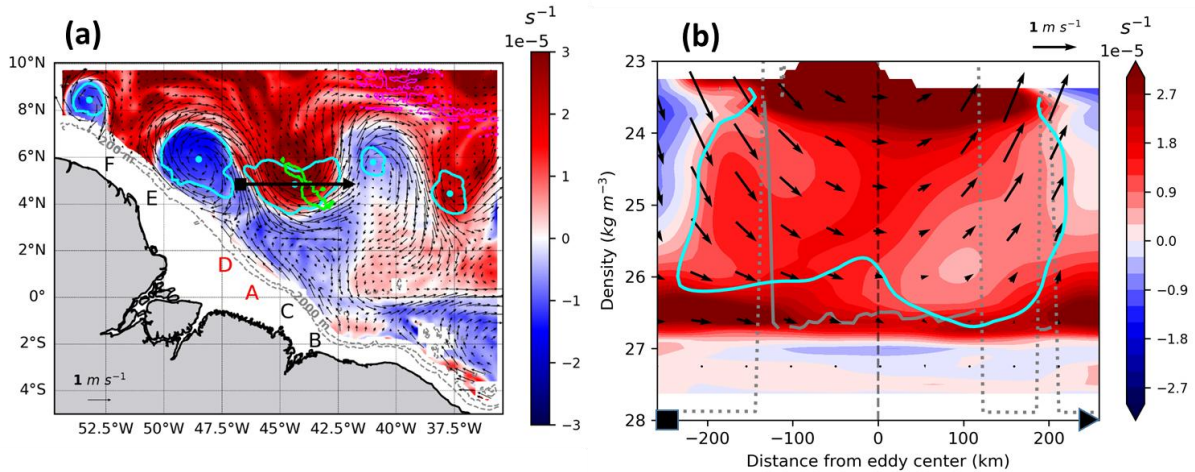 (a)
s⁻¹
1e−5
10°N
8°N
6°N
4°N
2°N
0°
2°S
4°S
200 m
2000 m
F
E
D
A
C
B
1 m s⁻¹
52.5°W 50°W 47.5°W 45°W 42.5°W 40°W 37.5°W
3
2
1
0
−1
−2
−3
(b)
1 m s⁻¹
s⁻¹
1e−5
23
24
25
26
27
28
Density (kg m⁻³)
−200 −100 0 100 200
Distance from eddy center (km)
2.7
1.8
0.9
0.0
−0.9
−1.8
−2.7